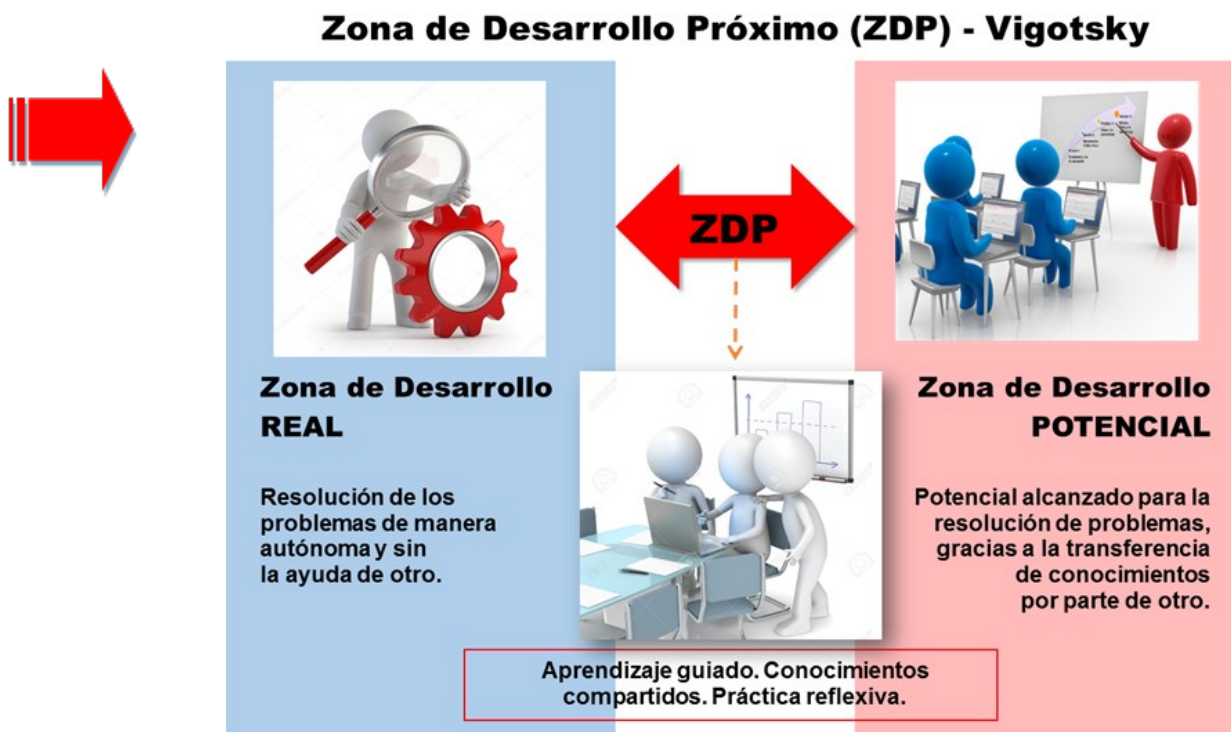 Zona de Desarrollo Próximo (ZDP) - Vigotsky
ZDP
Zona de Desarrollo
REAL
Resolución de los
problemas de manera
autónoma y sin
la ayuda de otro.
Zona de Desarrollo
POTENCIAL
Potencial alcanzado para la
resolución de problemas,
gracias a la transferencia
de conocimientos
por parte de otro.
Aprendizaje guiado. Conocimientos
compartidos. Práctica reflexiva.